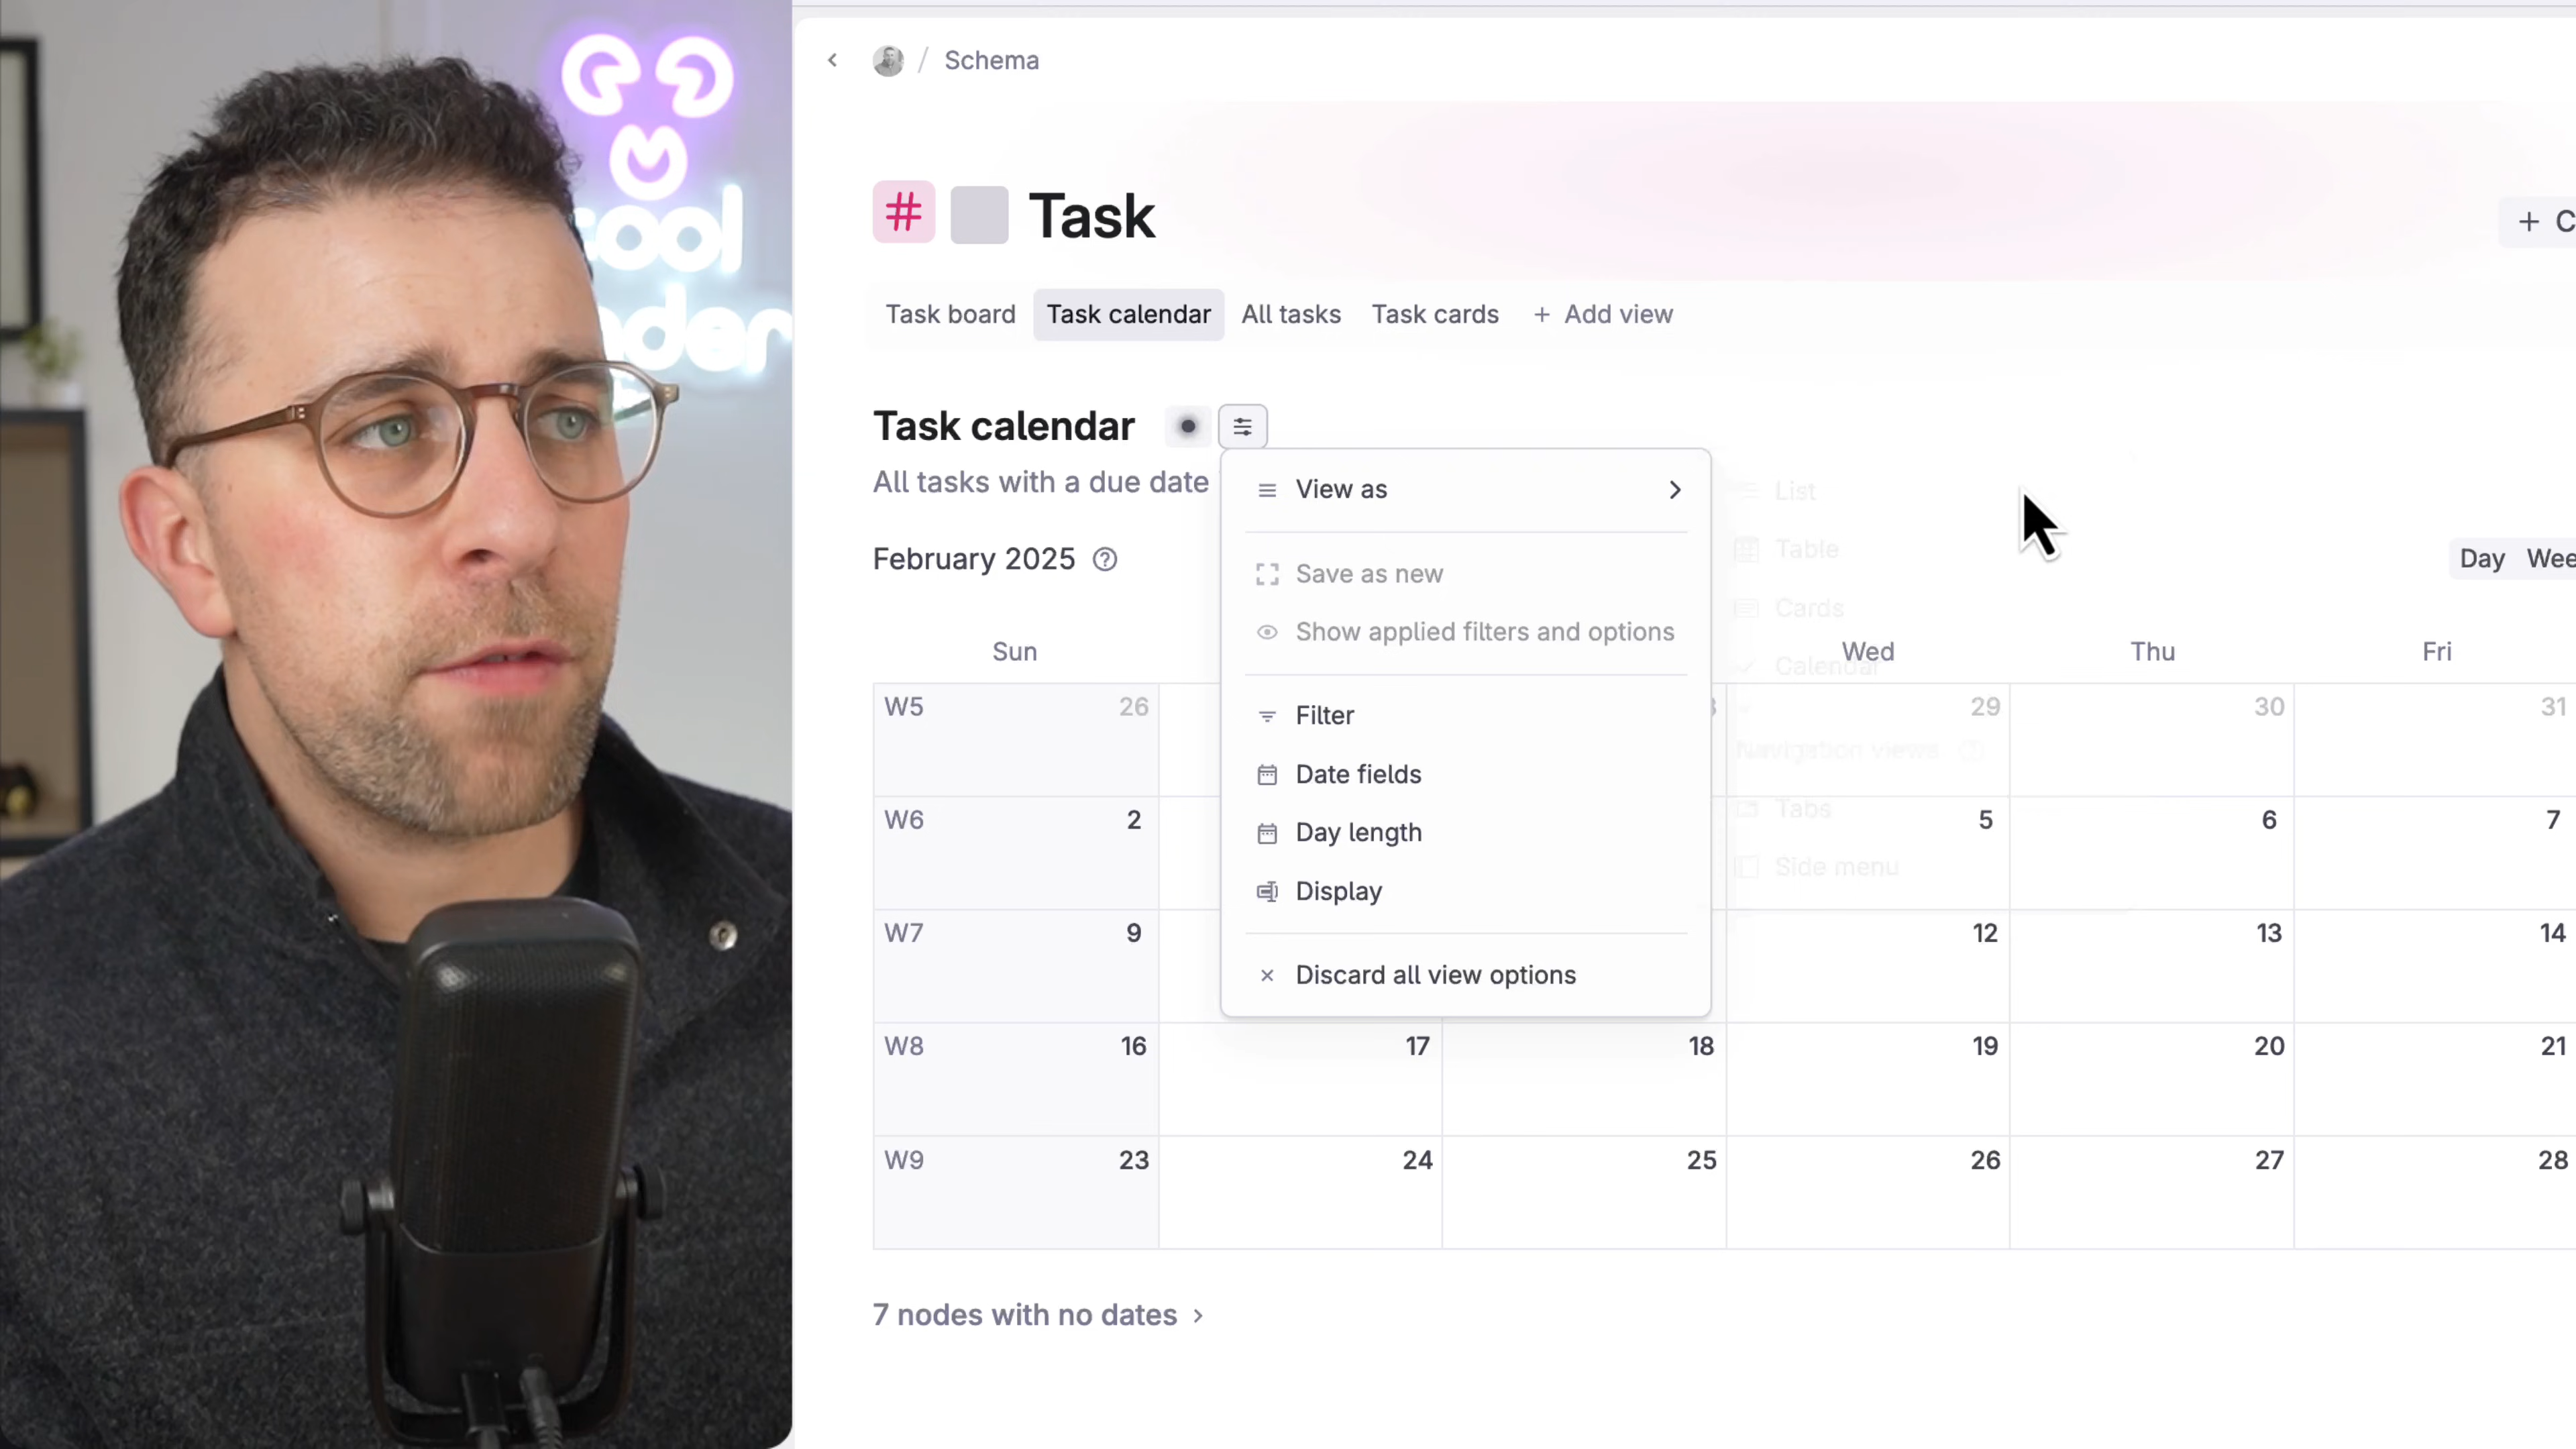 cool
nder
Schema
# Task
+ C
Task board Task calendar All tasks Task cards + Add view
Task calendar
All tasks with a due date
View as
List
February 2025
Table
Day Wee
Save as new
Cards
Show applied filters and options
Sun Wed Thu Fri
Calendar
W5 26 29 30 31
Filter
Navigation views
Date fields
Tabs
W6 2 5 6 7
Day length
Side menu
Display
W7 9 12 13 14
Discard all view options
W8 16 17 18 19 20 21
W9 23 24 25 26 27 28
7 nodes with no dates